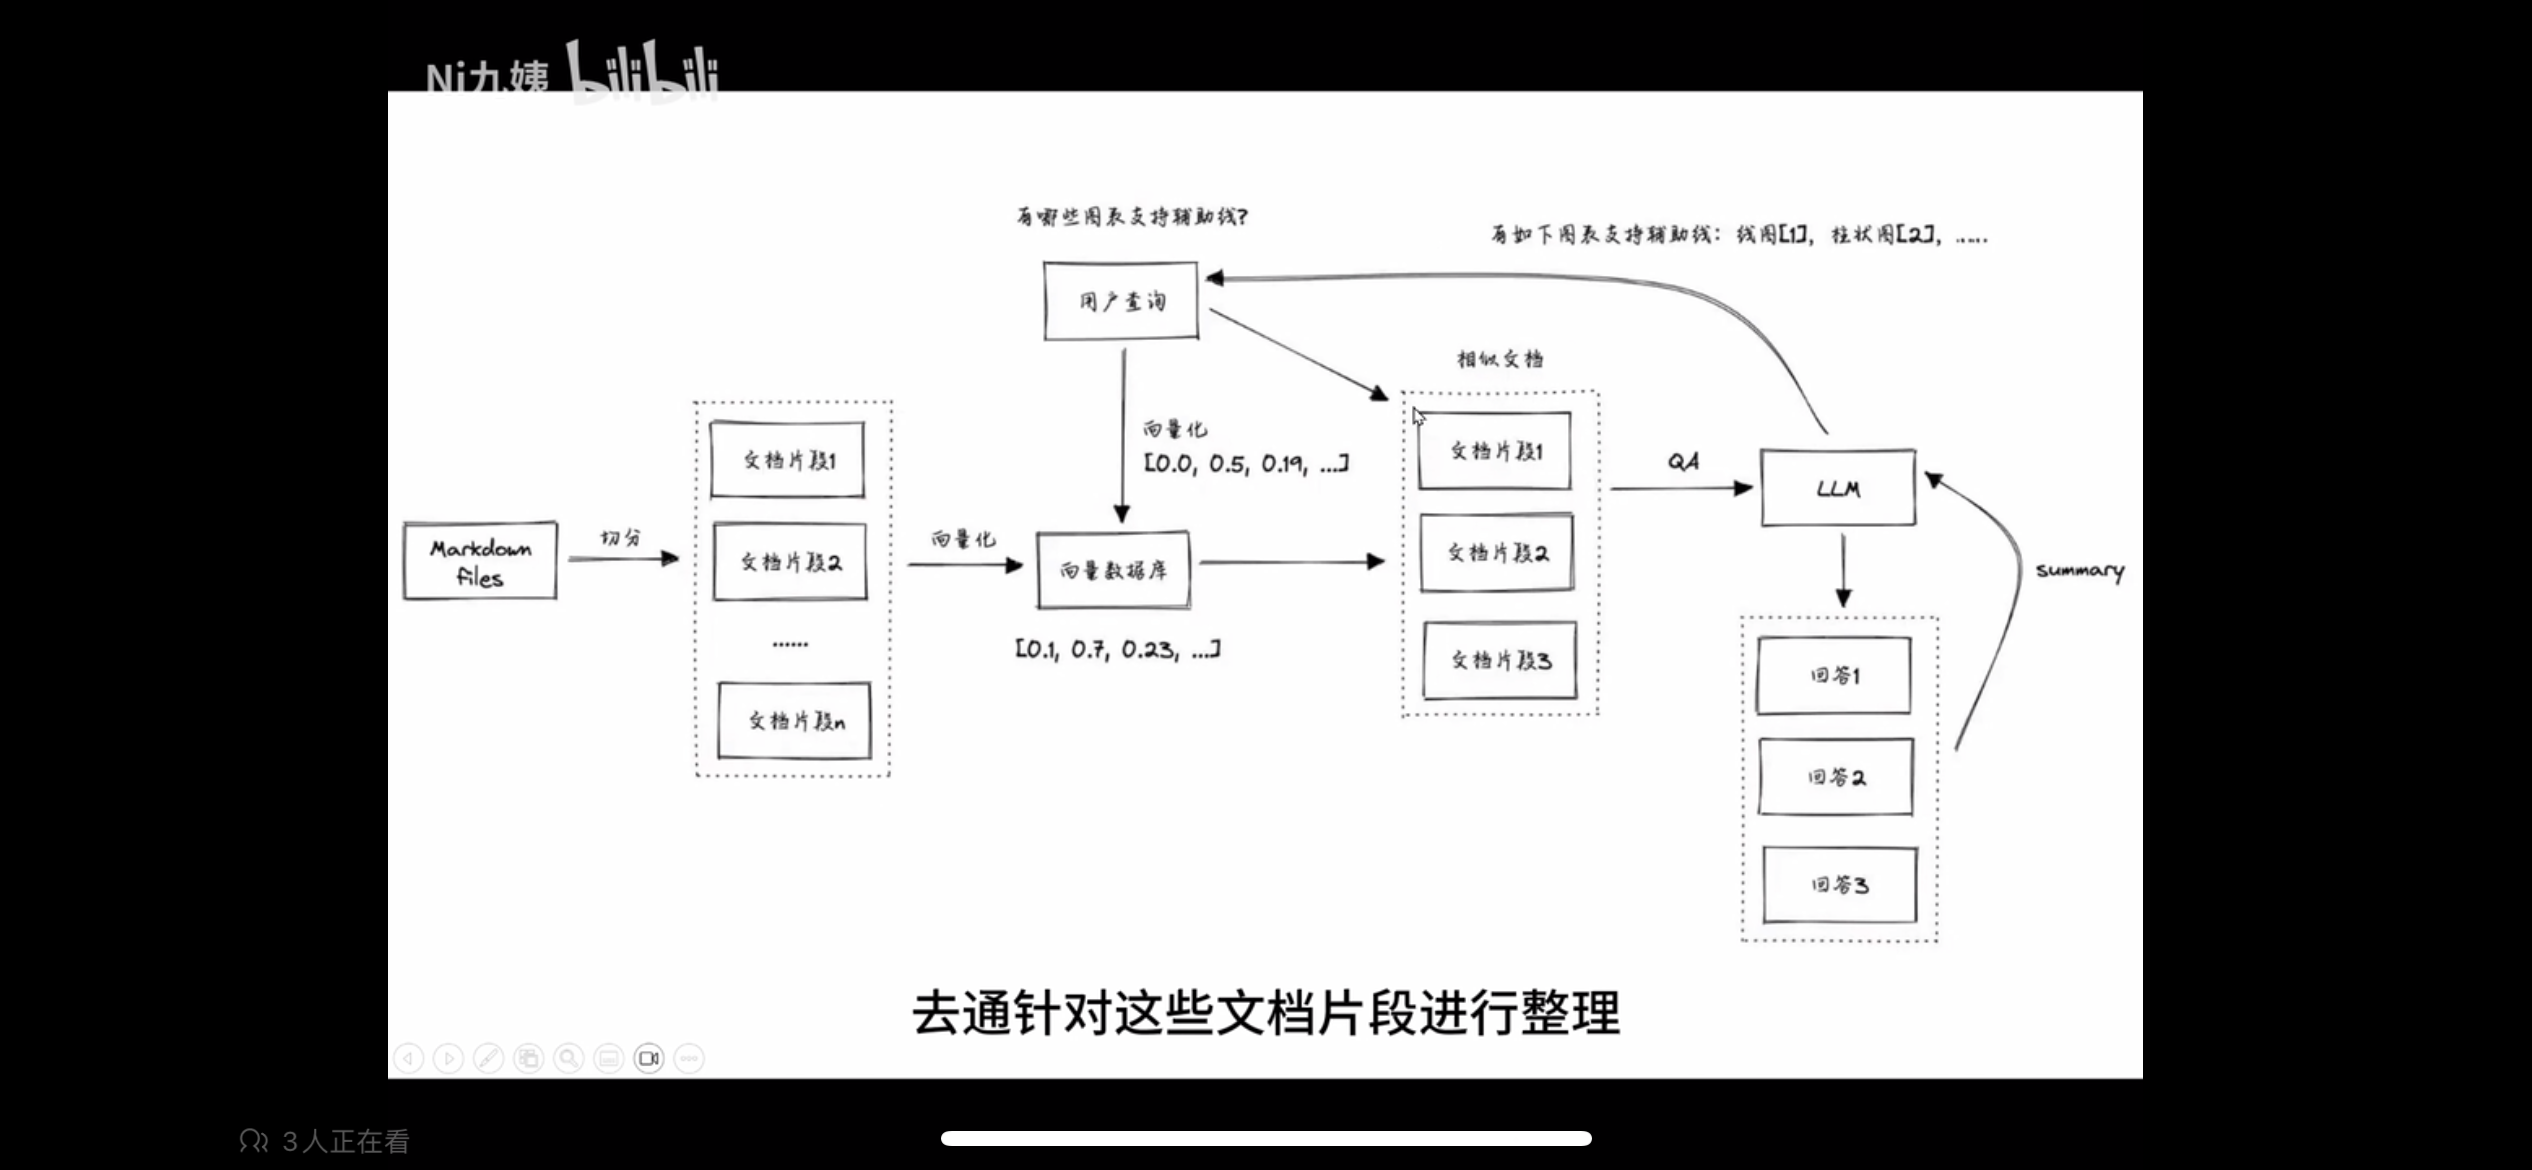 Ni九姨 bilibili
有哪些图表支持辅助线?
有如下图表支持辅助线：线图[1]，柱状图[2]，……
用户查询
相似文档
向量化
[0.0, 0.5, 0.19, ...]
文档片段1
文档片段1
QA
LLM
Markdown
files
切分
文档片段2
向量化
向量数据库
文档片段2
summary
......
[0.1, 0.7, 0.23, ...]
文档片段3
回答1
文档片段n
回答2
回答3
去通针对这些文档片段进行整理
3人正在看